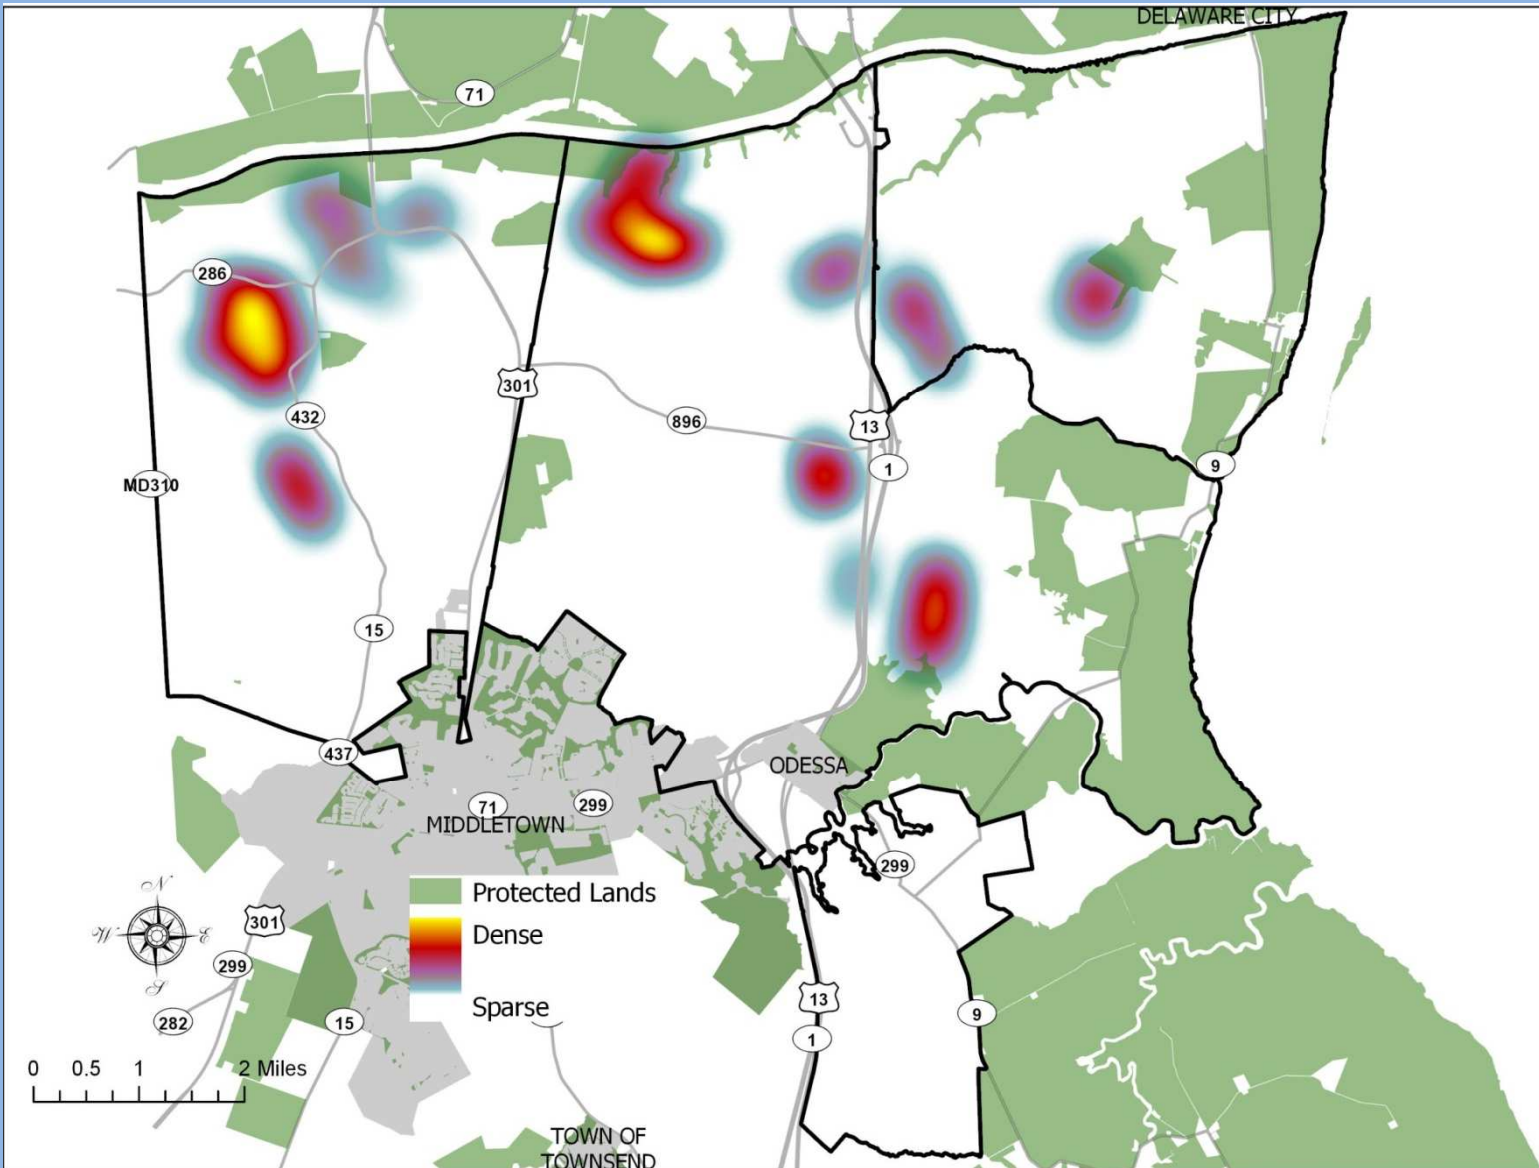 DELAWARE CITY
71
286
301
432
896
13
1
9
MD310
15
437
ODESSA
71
299
MIDDLETOWN
299
Protected Lands
Dense
Sparse
N
W E
S
301
299
282
15
13
9
1
0 0.5 1 2 Miles
TOWN OF
TOWNSEND